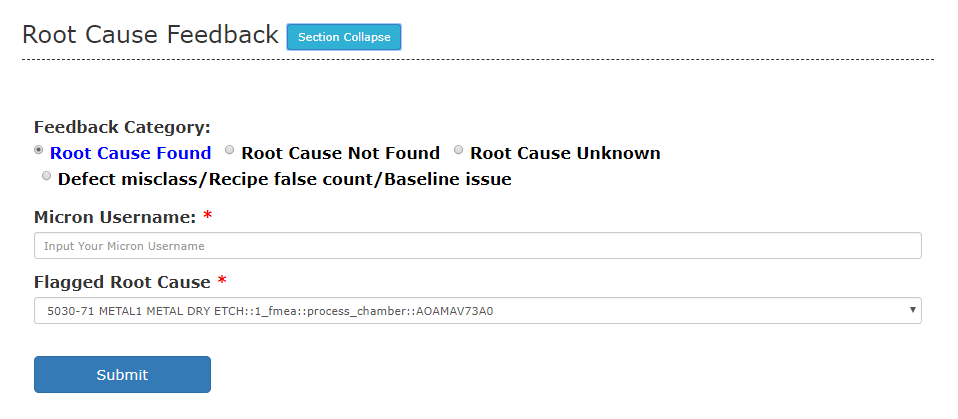 Root Cause Feedback Section Collapse
Feedback Category:
Root Cause Found Root Cause Not Found Root Cause Unknown
Defect misclass/Recipe false count/Baseline issue
Micron Username: *
Input Your Micron Username
Flagged Root Cause *
5030-71 METAL1 METAL DRY ETCH::1_fmea::process_chamber::AOAMAV73A0
Submit